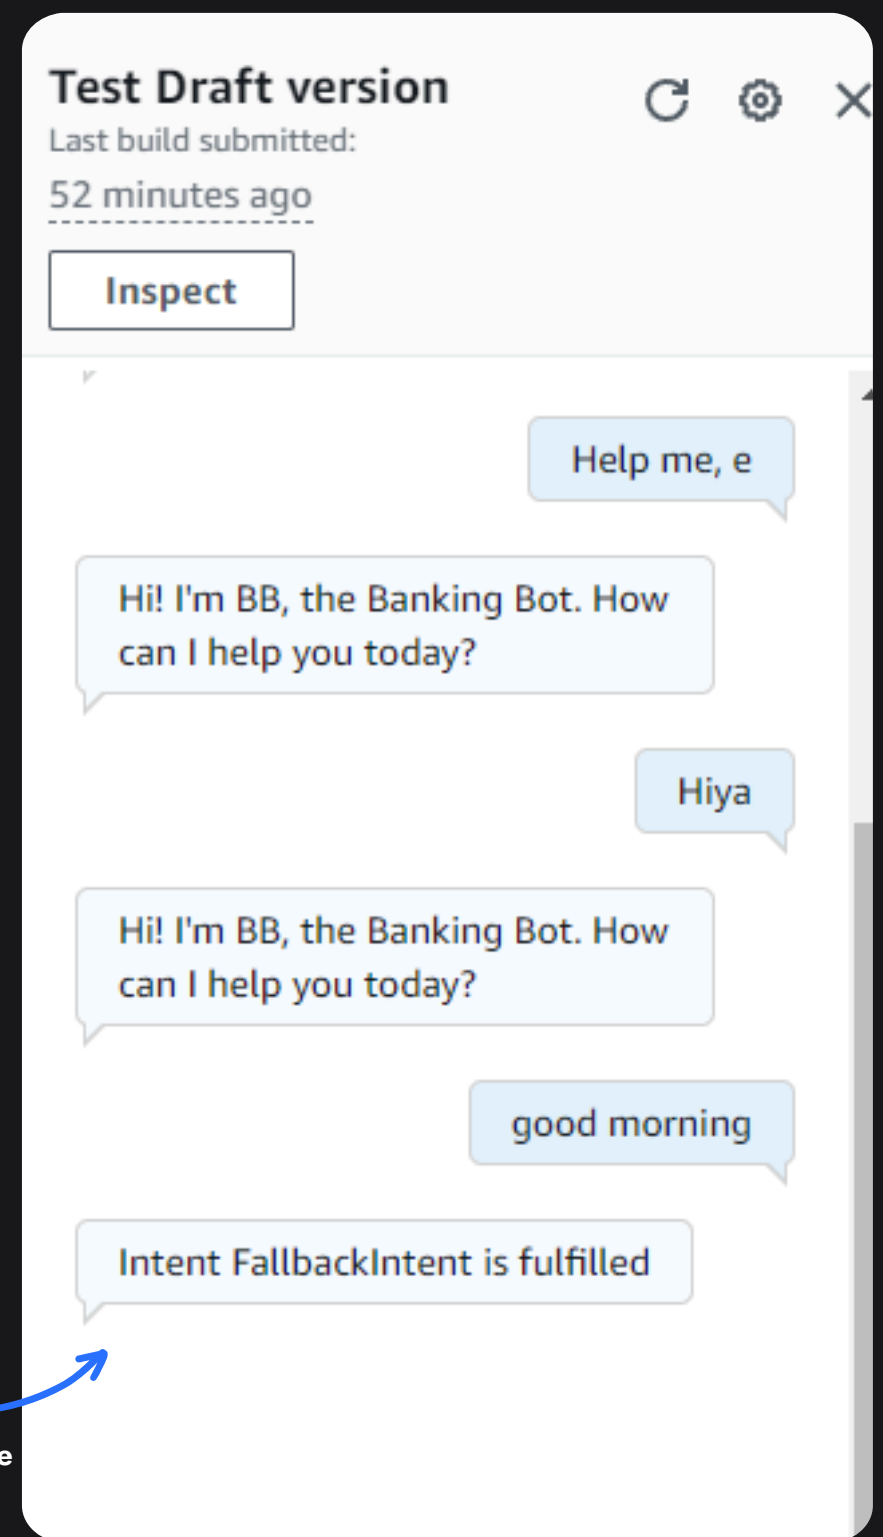 Test Draft version
Last build submitted:
52 minutes ago
Inspect
Help me, e
Hi! I'm BB, the Banking Bot. How
can I help you today?
Hiya
Hi! I'm BB, the Banking Bot. How
can I help you today?
good morning
Intent FallbackIntent is fulfilled
e